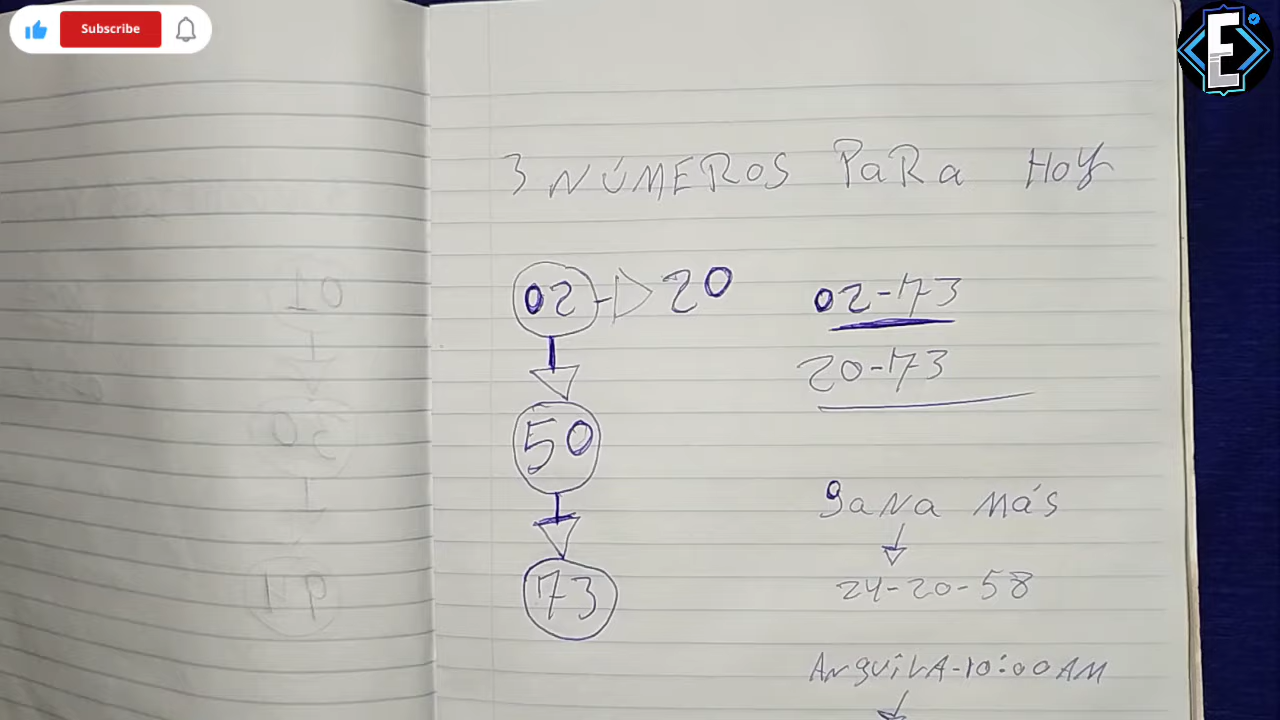 Subscribe
E
3 NÚMEROS PaRa HOY
02 20
50
73
02-73
20-73
gaNa Más
24-20-58
ANguiLA-10:00AM